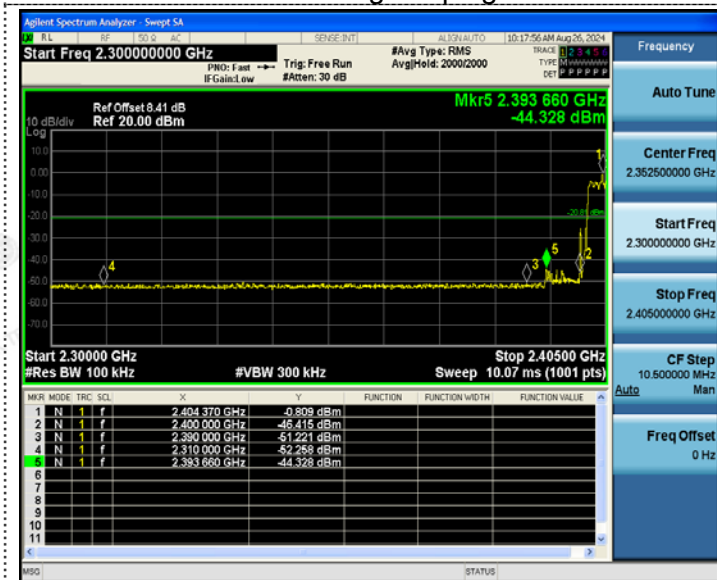 Agilent Spectrum Analyzer - Swept SA
RL RF 50 Ω AC SENSE:INT ALIGN AUTO 10:17:56 AM Aug 26, 2024
Start Freq 2.300000000 GHz
PNO: Fast
IFGain:Low
Trig: Free Run
#Atten: 30 dB
#Avg Type: RMS
Avg|Hold: 2000/2000
TRACE 1 2 3 4 5 6
TYPE M
DET P P P P P P
Mkr5 2.393 660 GHz
-44.328 dBm
Ref Offset 8.41 dB
Ref 20.00 dBm
10 dB/div
Log
10.0
0.00
-10.0
-20.0
-30.0
-40.0
-60.0
-70.0
-20.81 dBm
1
4
3
5
2
Start 2.30000 GHz Stop 2.40500 GHz
#Res BW 100 kHz #VBW 300 kHz Sweep 10.07 ms (1001 pts)
MKR MODE TRC SCL X Y FUNCTION FUNCTION WIDTH FUNCTION VALUE
1 N 1 f 2.404 370 GHz -0.809 dBm
2 N 1 f 2.400 000 GHz -46.415 dBm
3 N 1 f 2.390 000 GHz -51.221 dBm
4 N 1 f 2.310 000 GHz -52.258 dBm
5 N 1 f 2.393 660 GHz -44.328 dBm
6
7
8
9
10
11
MSG STATUS
Frequency
Auto Tune
Center Freq
2.352500000 GHz
Start Freq
2.300000000 GHz
Stop Freq
2.405000000 GHz
CF Step
10.500000 MHz
Auto Man
Freq Offset
0 Hz